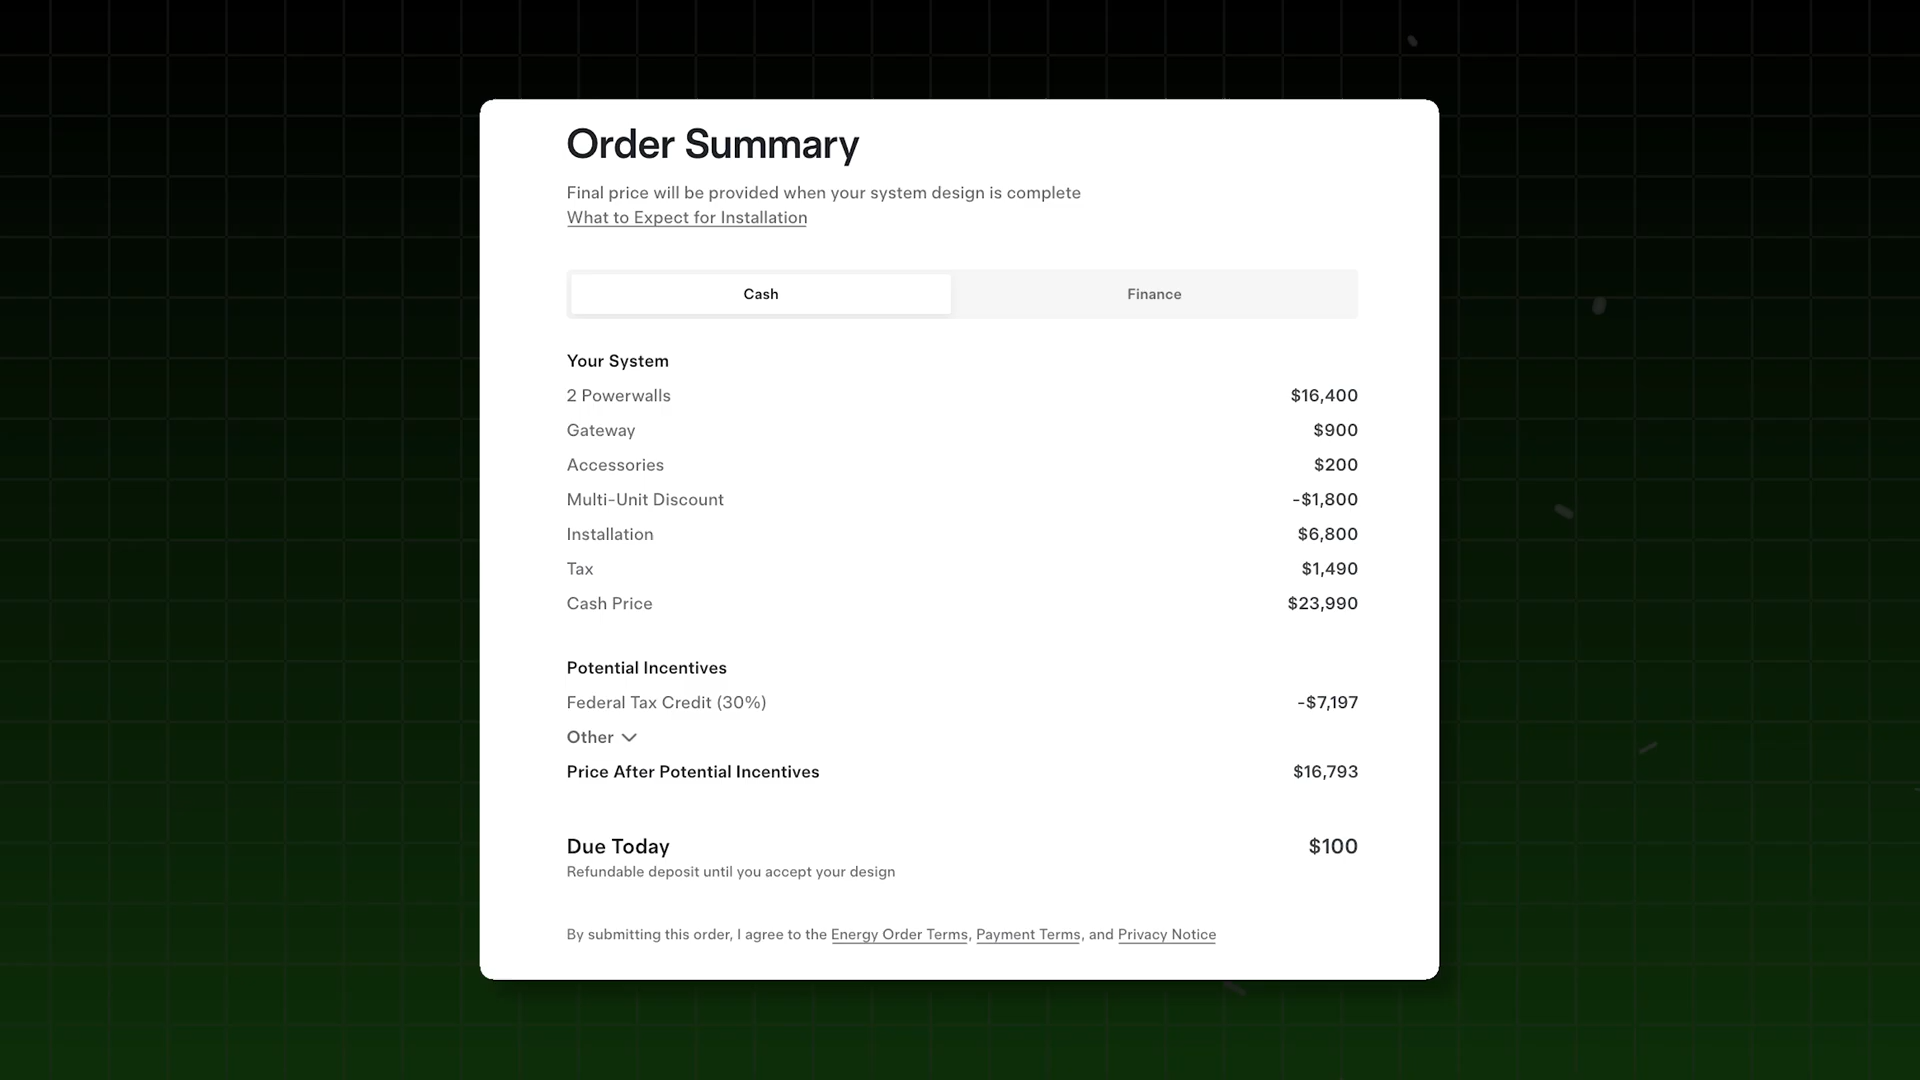 Order Summary
Final price will be provided when your system design is complete
What to Expect for Installation
Cash Finance
Your System
2 Powerwalls $16,400
Gateway $900
Accessories $200
Multi-Unit Discount -$1,800
Installation $6,800
Tax $1,490
Cash Price $23,990
Potential Incentives
Federal Tax Credit (30%) -$7,197
Other
Price After Potential Incentives $16,793
Due Today $100
Refundable deposit until you accept your design
By submitting this order, I agree to the Energy Order Terms, Payment Terms, and Privacy Notice